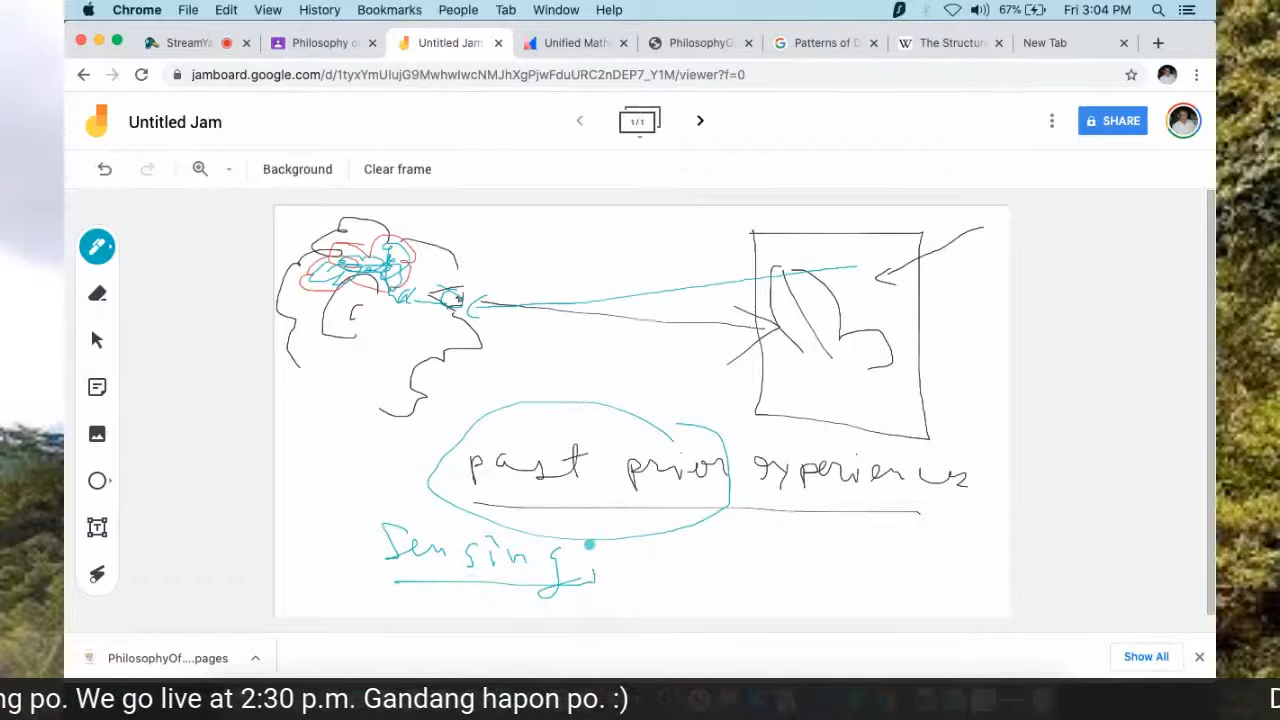 Chrome File Edit View History Bookmarks People Tab Window Help 67% Fri 3:04 PM
StreamYa Philosophy o Untitled Jam Unified Math PhilosophyO Patterns of D The Structur New Tab
jamboard.google.com/d/1tyxYmUIujG9MwhwIwcNMJhXgPjwFduURC2nDEP7_Y1M/viewer?f=0
Untitled Jam 1/1 SHARE
Background Clear frame
past prior experience
Sensing
PhilosophyOf....pages Show All
ng po. We go live at 2:30 p.m. Gandang hapon po. :) D